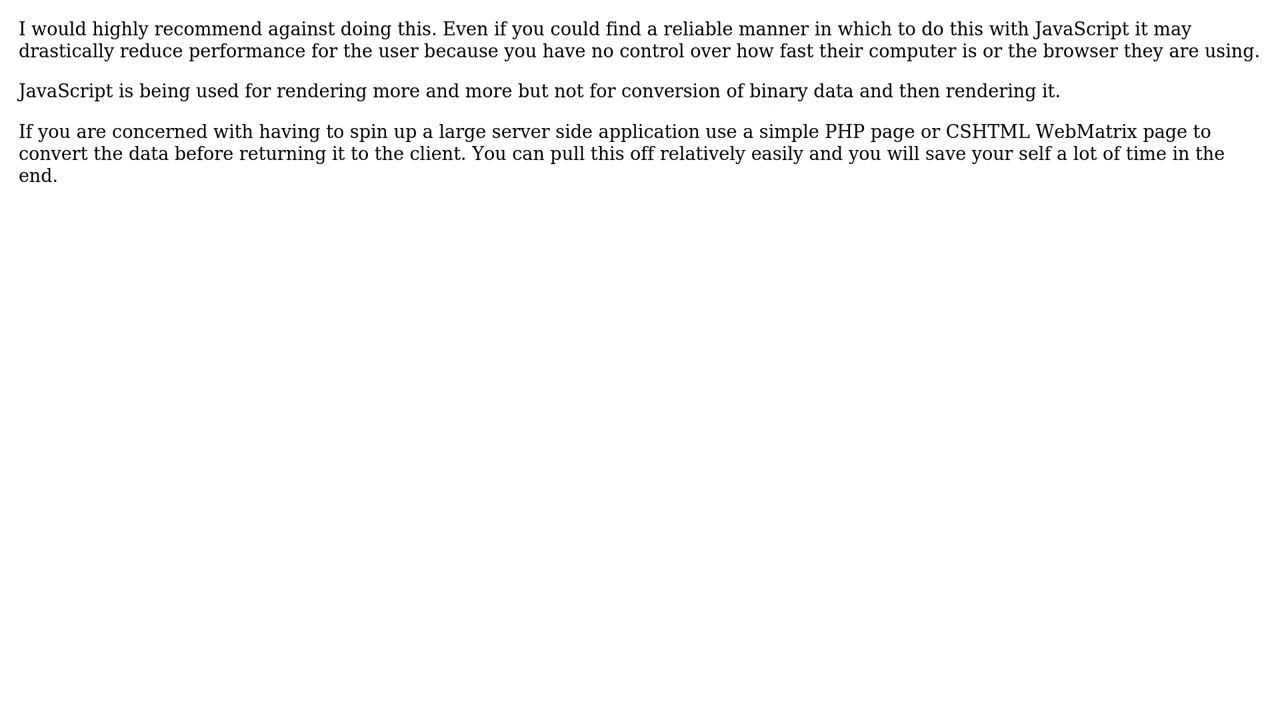 I would highly recommend against doing this. Even if you could find a reliable manner in which to do this with JavaScript it may
drastically reduce performance for the user because you have no control over how fast their computer is or the browser they are using.
JavaScript is being used for rendering more and more but not for conversion of binary data and then rendering it.
If you are concerned with having to spin up a large server side application use a simple PHP page or CSHTML WebMatrix page to
convert the data before returning it to the client. You can pull this off relatively easily and you will save your self a lot of time in the
end.